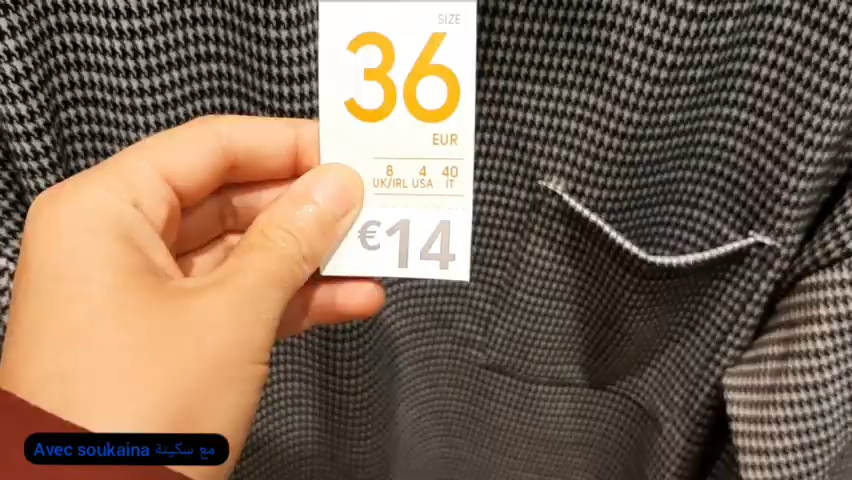 SIZE
36
EUR
8 4 40
UK/IRL USA IT
€14
Avec soukaina مع سكينة